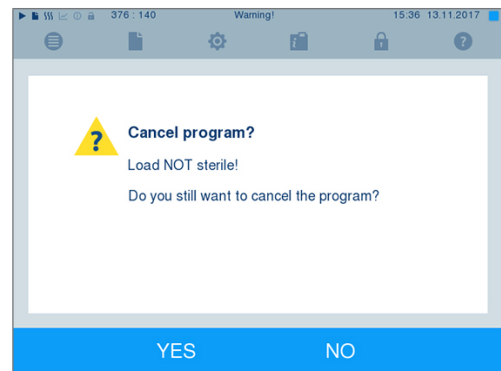 376 : 140 Warning! 15:36 13.11.2017
Cancel program?
Load NOT sterile!
Do you still want to cancel the program?
YES NO